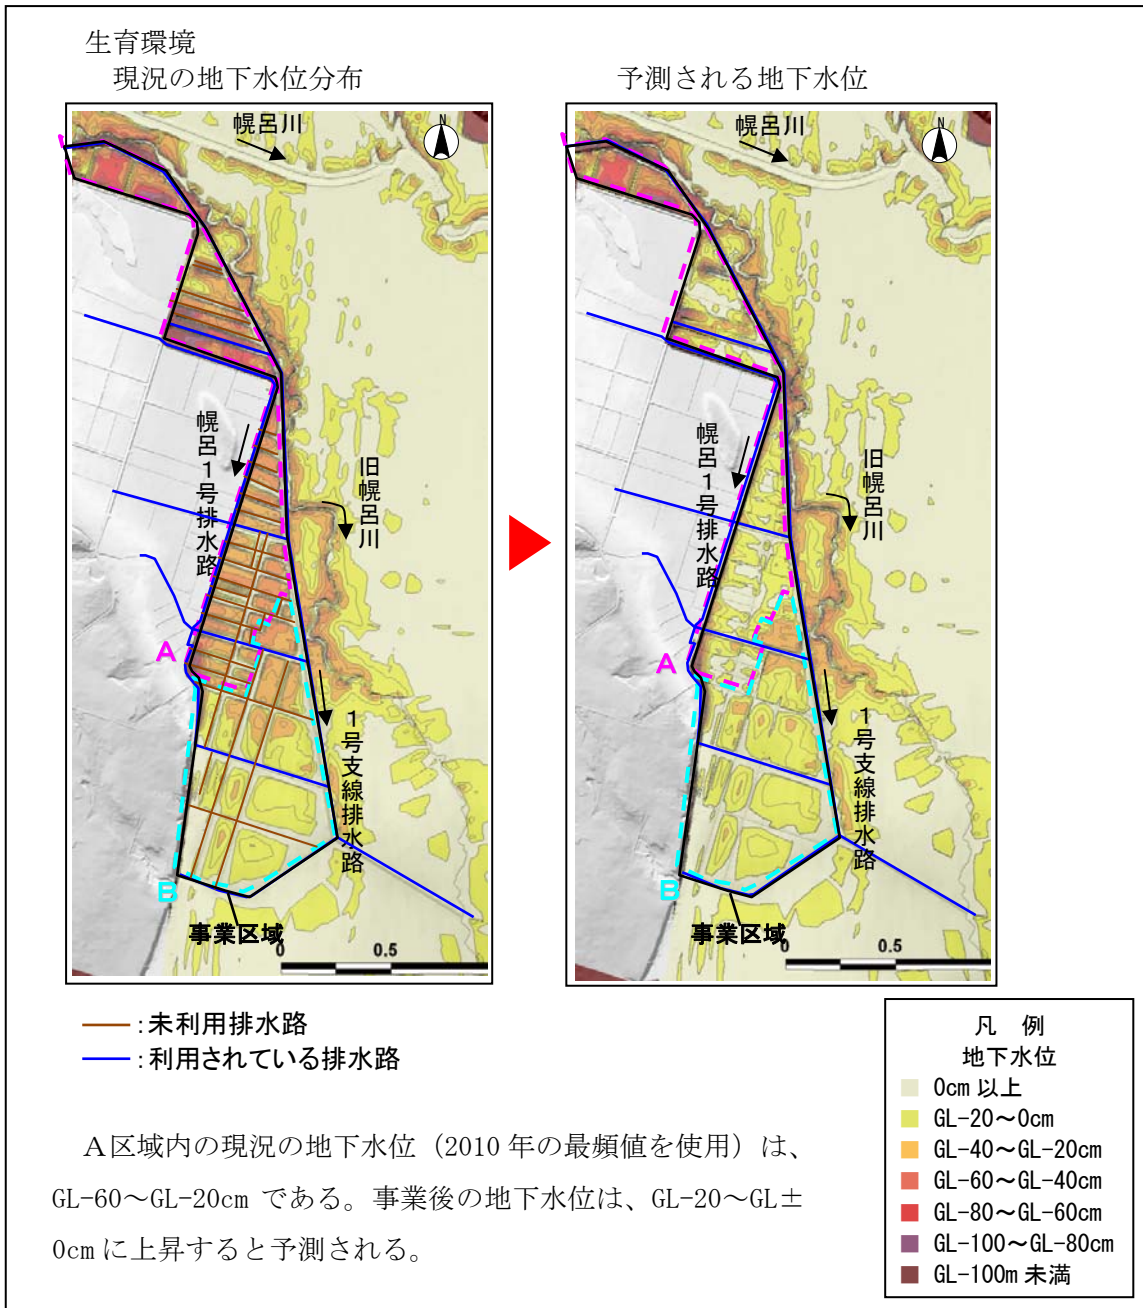 生育環境
現況の地下水位分布
予測される地下水位
幌呂川
N
幌呂1号排水路
旧幌呂川
A
1号支線排水路
B
事業区域
0
0.5
幌呂川
N
幌呂1号排水路
旧幌呂川
A
1号支線排水路
B
事業区域
0
0.5
:未利用排水路
:利用されている排水路
A区域内の現況の地下水位(2010年の最頻値を使用)は、
GL-60～GL-20cm である。事業後の地下水位は、GL-20～GL±
0cmに上昇すると予測される。
凡 例
地下水位
0cm 以上
GL-20～0cm
GL-40～GL-20cm
GL-60～GL-40cm
GL-80～GL-60cm
GL-100～GL-80cm
GL-100m 未満